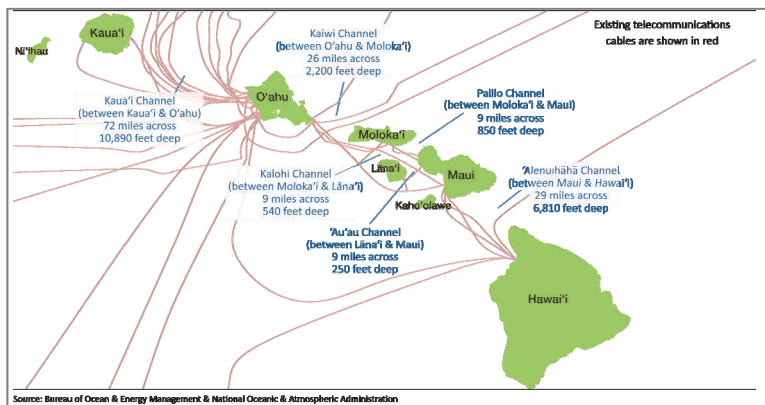 Existing telecommunications
cables are shown in red
Kaua'i
Ni'ihau
Kaiwi Channel
(between O'ahu & Moloka'i)
26 miles across
2,200 feet deep
Kaua'i Channel
(between Kaua'i & O'ahu)
72 miles across
10,890 feet deep
O'ahu
Pailolo Channel
(between Moloka'i & Maui)
9 miles across
850 feet deep
Moloka'i
Kalohi Channel
(between Moloka'i & Lāna'i)
9 miles across
540 feet deep
Lāna'i
Maui
Kaho'olawe
'Alenuihāhā Channel
(between Maui & Hawai'i)
29 miles across
6,810 feet deep
'Au'au Channel
(between Lāna'i & Maui)
9 miles across
250 feet deep
Hawai'i
Source: Bureau of Ocean & Energy Management & National Oceanic & Atmospheric Administration